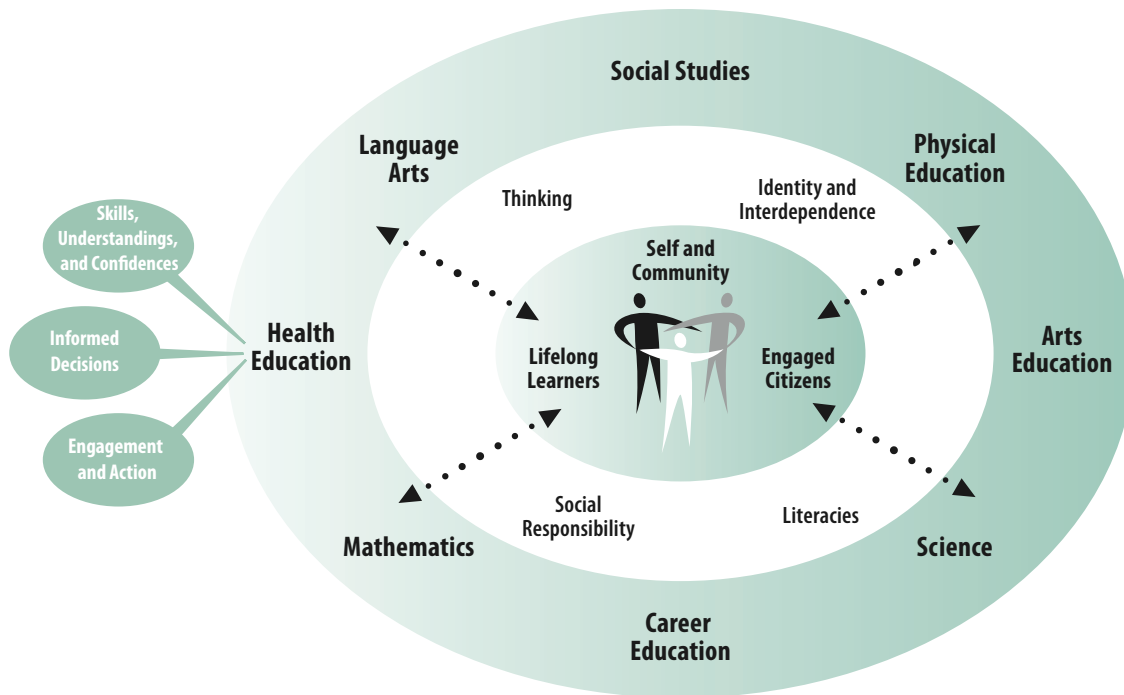 Social Studies
Language
Arts
Physical
Education
Thinking
Identity and
Interdependence
Skills,
Understandings,
and Confidences
Self and
Community
Informed
Decisions
Health
Education
Lifelong
Learners
Engaged
Citizens
Arts
Education
Engagement
and Action
Social
Responsibility
Literacies
Mathematics
Science
Career
Education